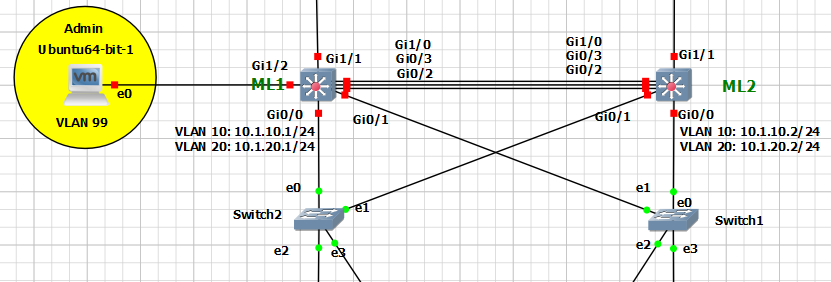 Admin
Ubuntu64-bit-1
vm
e0
VLAN 99
Gi1/2
Gi1/1
ML1
Gi0/0
VLAN 10: 10.1.10.1/24
VLAN 20: 10.1.20.1/24
Gi1/0
Gi0/3
Gi0/2
Gi0/1
Gi1/0
Gi0/3
Gi0/2
Gi1/1
ML2
Gi0/1
Gi0/0
VLAN 10: 10.1.10.2/24
VLAN 20: 10.1.20.2/24
e0
Switch2
e1
e2
e3
e1
e0
Switch1
e2
e3